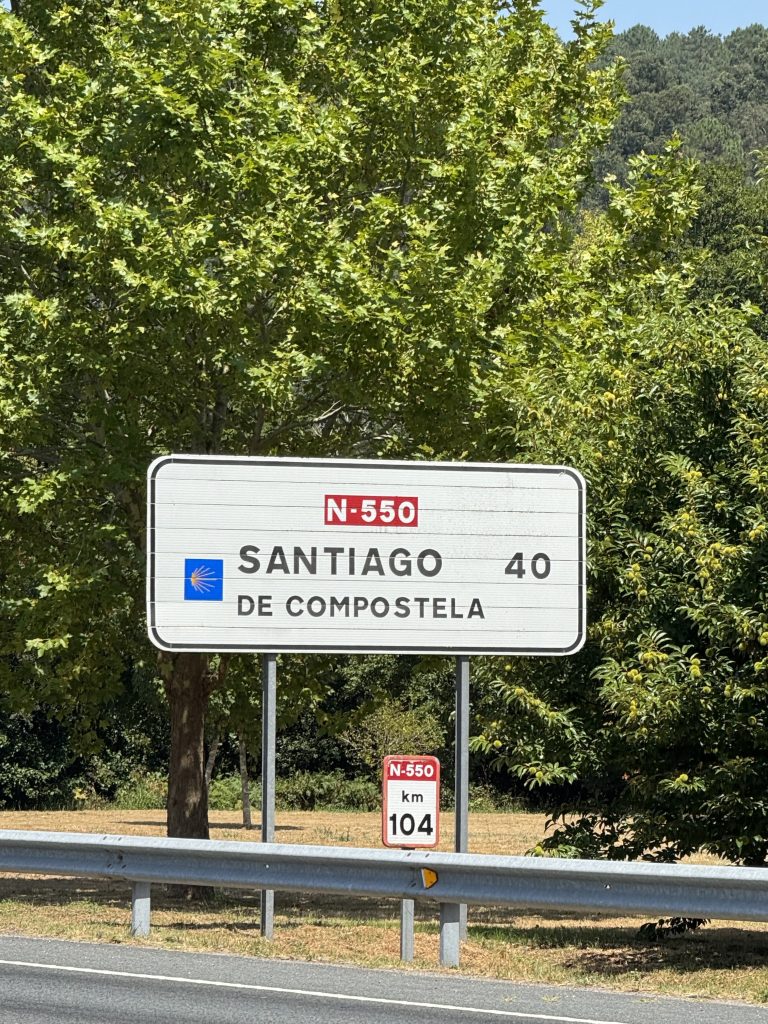 N-550
SANTIAGO 40
DE COMPOSTELA
N-550
km
104